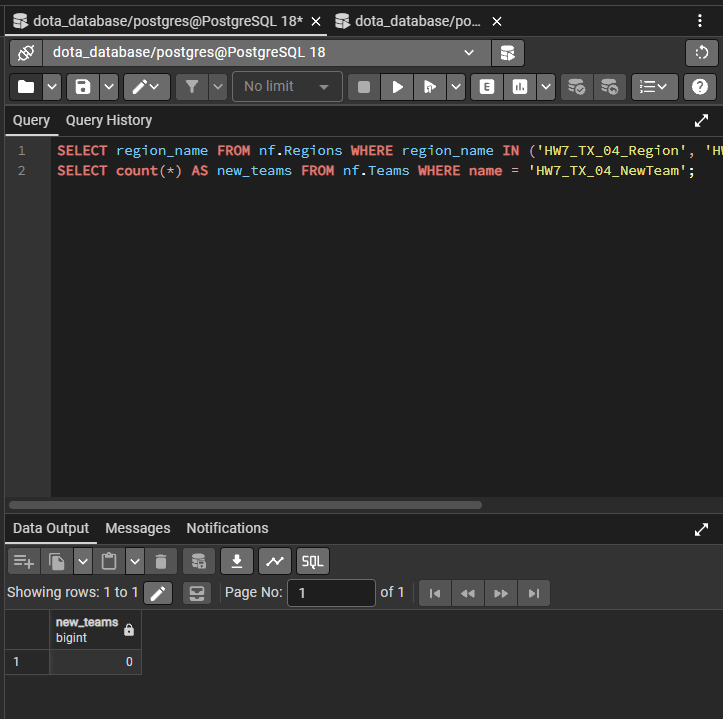 dota_database/postgres@PostgreSQL 18* dota_database/po...
dota_database/postgres@PostgreSQL 18
No limit
E
Query Query History
1 SELECT region_name FROM nf.Regions WHERE region_name IN ('HW7_TX_04_Region', 'HW
2 SELECT count(*) AS new_teams FROM nf.Teams WHERE name = 'HW7_TX_04_NewTeam';
Data Output Messages Notifications
SQL
Showing rows: 1 to 1 Page No: 1 of 1
new_teams
bigint
1 0